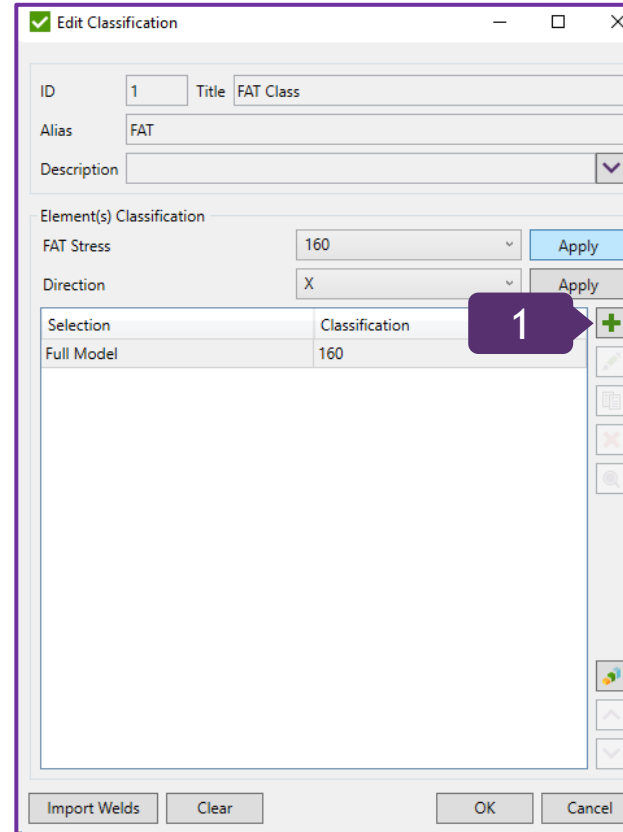 Edit Classification
ID 1 Title FAT Class
Alias FAT
Description
Element(s) Classification
FAT Stress 160 Apply
Direction X Apply
Selection Classification
1
Full Model 160
Import Welds Clear OK Cancel